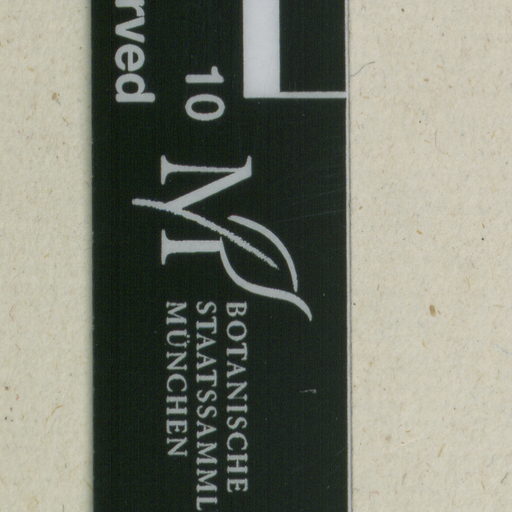 rved
10
M
BOTANISCHE
STAATSSAMML
MÜNCHEN